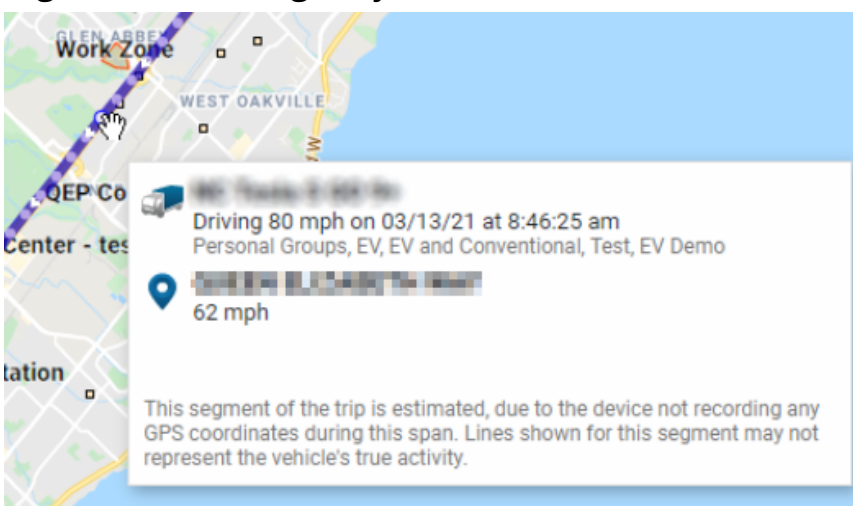 GLEN ABBEY
Work Zone
WEST OAKVILLE
QEP Co
Center - tes
tation
Driving 80 mph on 03/13/21 at 8:46:25 am
Personal Groups, EV, EV and Conventional, Test, EV Demo
62 mph
This segment of the trip is estimated, due to the device not recording any
GPS coordinates during this span. Lines shown for this segment may not
represent the vehicle's true activity.